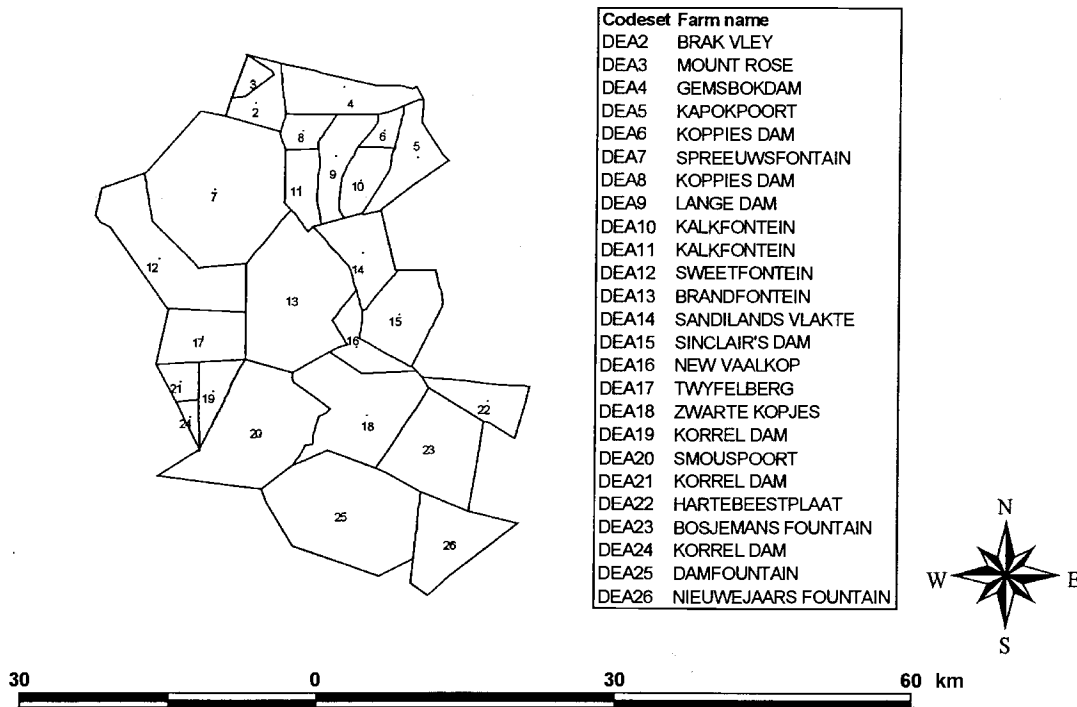 Codeset Farm name
DEA2 BRAK VLEY
DEA3 MOUNT ROSE
DEA4 GEMSBOKDAM
DEA5 KAPOKPOORT
DEA6 KOPPIES DAM
DEA7 SPREEUWSFONTAIN
DEA8 KOPPIES DAM
DEA9 LANGE DAM
DEA10 KALKFONTEIN
DEA11 KALKFONTEIN
DEA12 SWEETFONTEIN
DEA13 BRANDFONTEIN
DEA14 SANDILANDS VLAKTE
DEA15 SINCLAIR'S DAM
DEA16 NEW VAALKOP
DEA17 TWYFELBERG
DEA18 ZWARTE KOPJES
DEA19 KORREL DAM
DEA20 SMOUSPOORT
DEA21 KORREL DAM
DEA22 HARTEBEESTPLAAT
DEA23 BOSJEMANS FOUNTAIN
DEA24 KORREL DAM
DEA25 DAMFOUNTAIN
DEA26 NIEUWEJAARS FOUNTAIN
3
4
2
8
6
5
9
11
10
7
12
14
13
15
16
17
21
19
24
22
18
20
23
25
26
N
W E
S
30 0 30 60 km